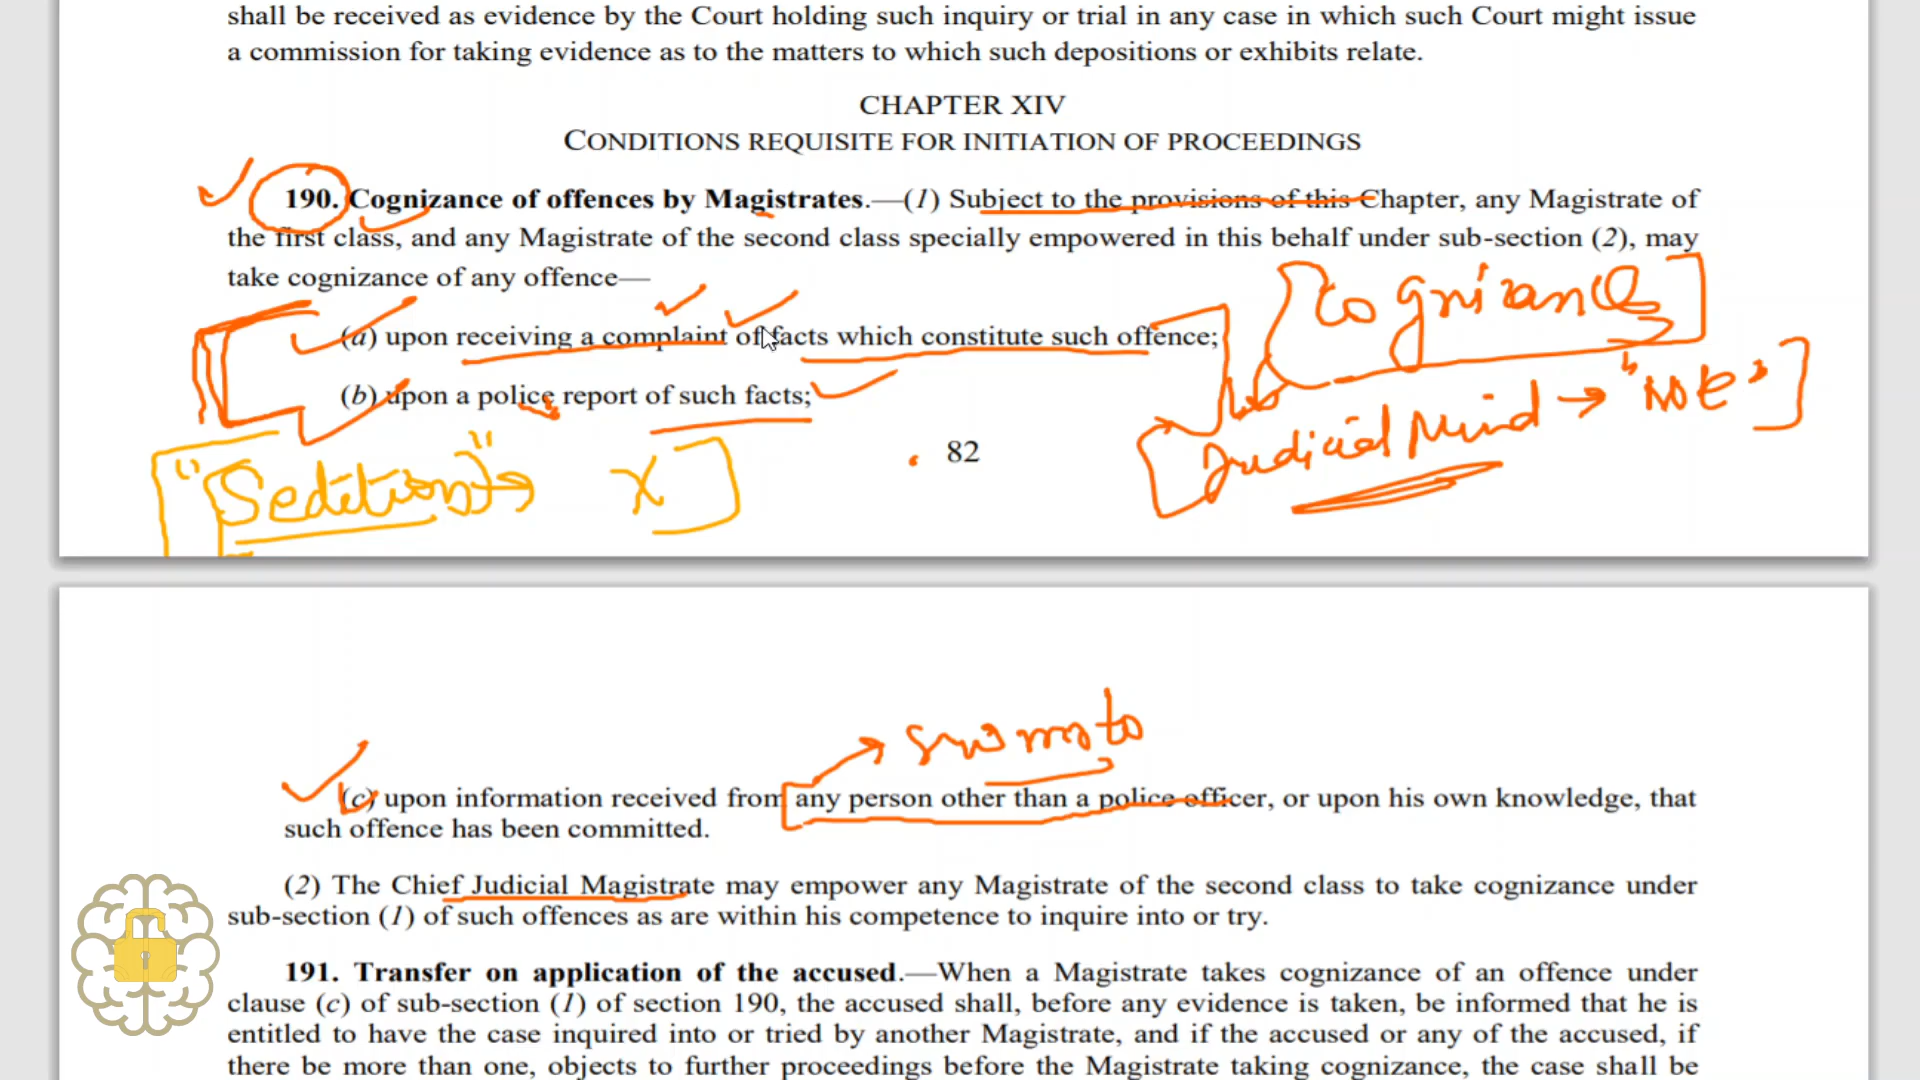 shall be received as evidence by the Court holding such inquiry or trial in any case in which such Court might issue
a commission for taking evidence as to the matters to which such depositions or exhibits relate.
CHAPTER XIV
CONDITIONS REQUISITE FOR INITIATION OF PROCEEDINGS
190. Cognizance of offences by Magistrates.—(1) Subject to the provisions of this Chapter, any Magistrate of
the first class, and any Magistrate of the second class specially empowered in this behalf under sub-section (2), may
take cognizance of any offence—
(a) upon receiving a complaint of facts which constitute such offence;
Cognizance
(b) upon a police report of such facts;
Judicial Mind → "NOE"
82
"Sedition" → X
suo moto
(c) upon information received from any person other than a police officer, or upon his own knowledge, that
such offence has been committed.
(2) The Chief Judicial Magistrate may empower any Magistrate of the second class to take cognizance under
sub-section (1) of such offences as are within his competence to inquire into or try.
191. Transfer on application of the accused.—When a Magistrate takes cognizance of an offence under
clause (c) of sub-section (1) of section 190, the accused shall, before any evidence is taken, be informed that he is
entitled to have the case inquired into or tried by another Magistrate, and if the accused or any of the accused, if
there be more than one, objects to further proceedings before the Magistrate taking cognizance, the case shall be